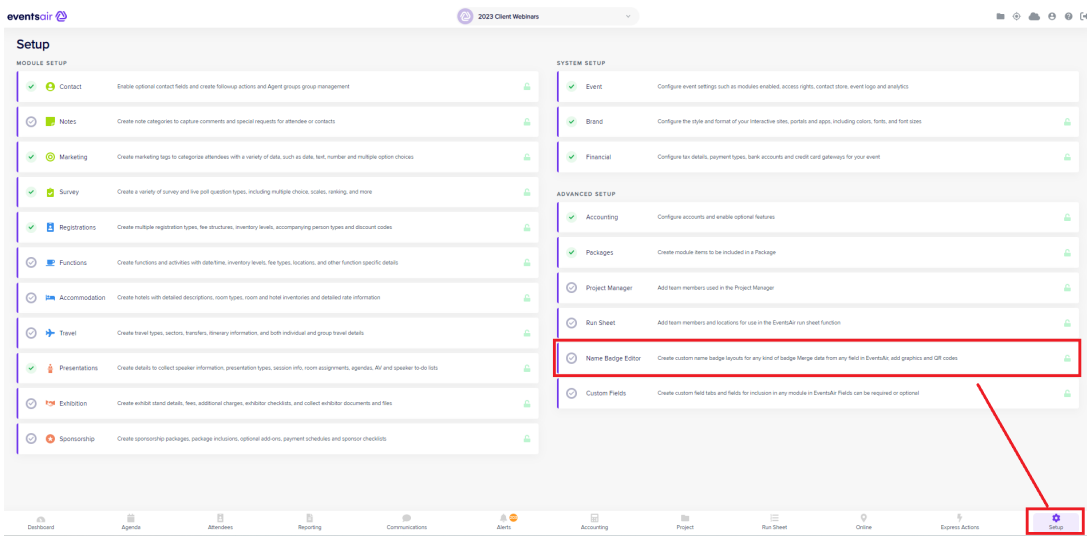 eventsair
2023 Client Webinars
Setup
MODULE SETUP
Contact
Enable optional contact fields and create followup actions and Agent groups group management
Notes
Create note categories to capture comments and special requests for attendee or contacts
Marketing
Create marketing tags to categorize attendees with a variety of data, such as date, text, number and multiple option choices
Survey
Create a variety of survey and live poll question types, including multiple choice, scales, ranking, and more
Registrations
Create multiple registration types, fee structures, inventory levels, accompanying person types and discount codes
Functions
Create functions and activities with date/time, inventory levels, fee types, locations, and other function specific details
Accommodation
Create hotels with detailed descriptions, room types, room and hotel inventories and detailed rate information
Travel
Create travel types, sectors, transfers, itinerary information, and both individual and group travel details
Presentations
Create details to collect speaker information, presentation types, session info, room assignments, agendas, AV and speaker to-do lists
Exhibition
Create exhibit stand details, fees, additional charges, exhibitor checklists, and collect exhibitor documents and files
Sponsorship
Create sponsorship packages, package inclusions, optional add-ons, payment schedules and sponsor checklists
SYSTEM SETUP
Event
Configure event settings such as modules enabled, access rights, contact store, event logs and analytics
Brand
Configure the style and format of your Interactive sites, portals and apps, including colors, fonts, and font sizes
Financial
Configure tax details, payment types, bank accounts and credit card gateways for your event
ADVANCED SETUP
Accounting
Configure accounts and enable optional features
Packages
Create module items to be included in a Package
Project Manager
Add team members used in the Project Manager
Run Sheet
Add team members and locations for use in the EventsAir run sheet function
Name Badge Editor
Create custom name badge layouts for any kind of badge Merge data from any field in EventsAir, add graphics and QR codes
Custom Fields
Create custom field tabs and fields for inclusion in any module in EventsAir Fields can be required or optional
Dashboard
Agenda
Attendees
Reporting
Communications
Alerts
Accounting
Project
Run Sheet
Online
Express Actions
Setup